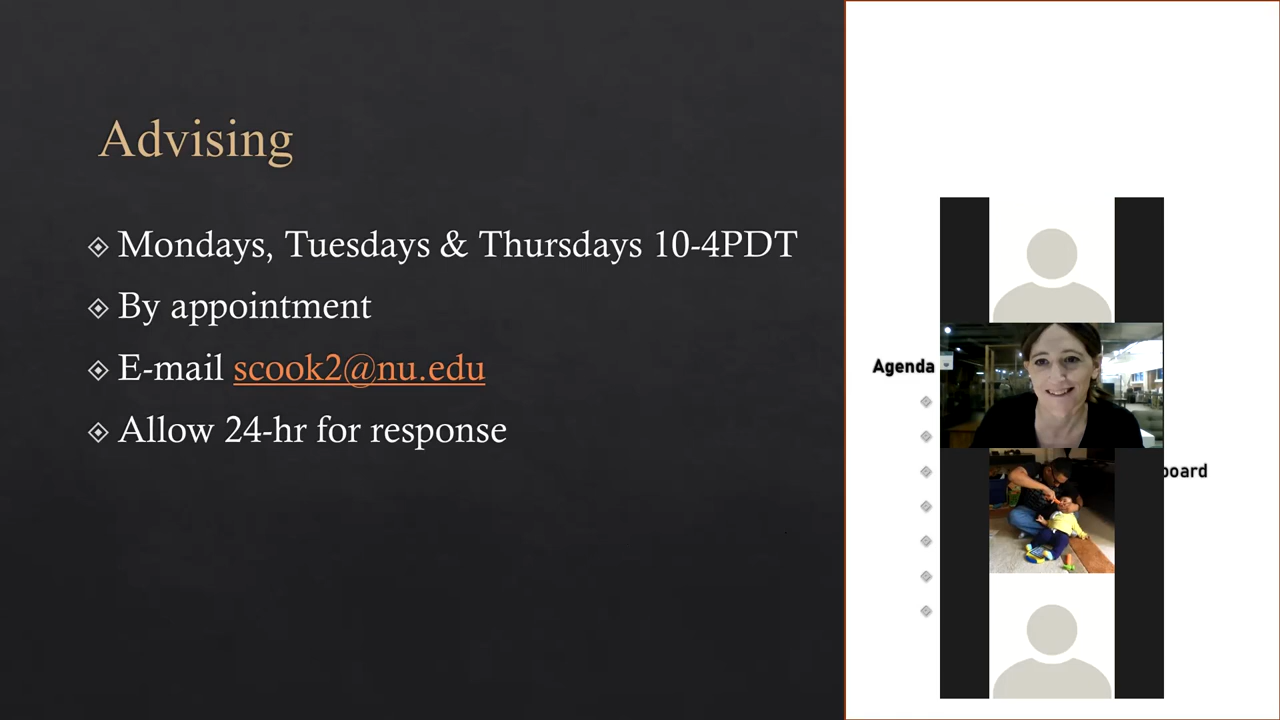 Advising
Mondays, Tuesdays & Thursdays 10-4PDT
By appointment
E-mail scook2@nu.edu
Allow 24-hr for response
Agenda
board